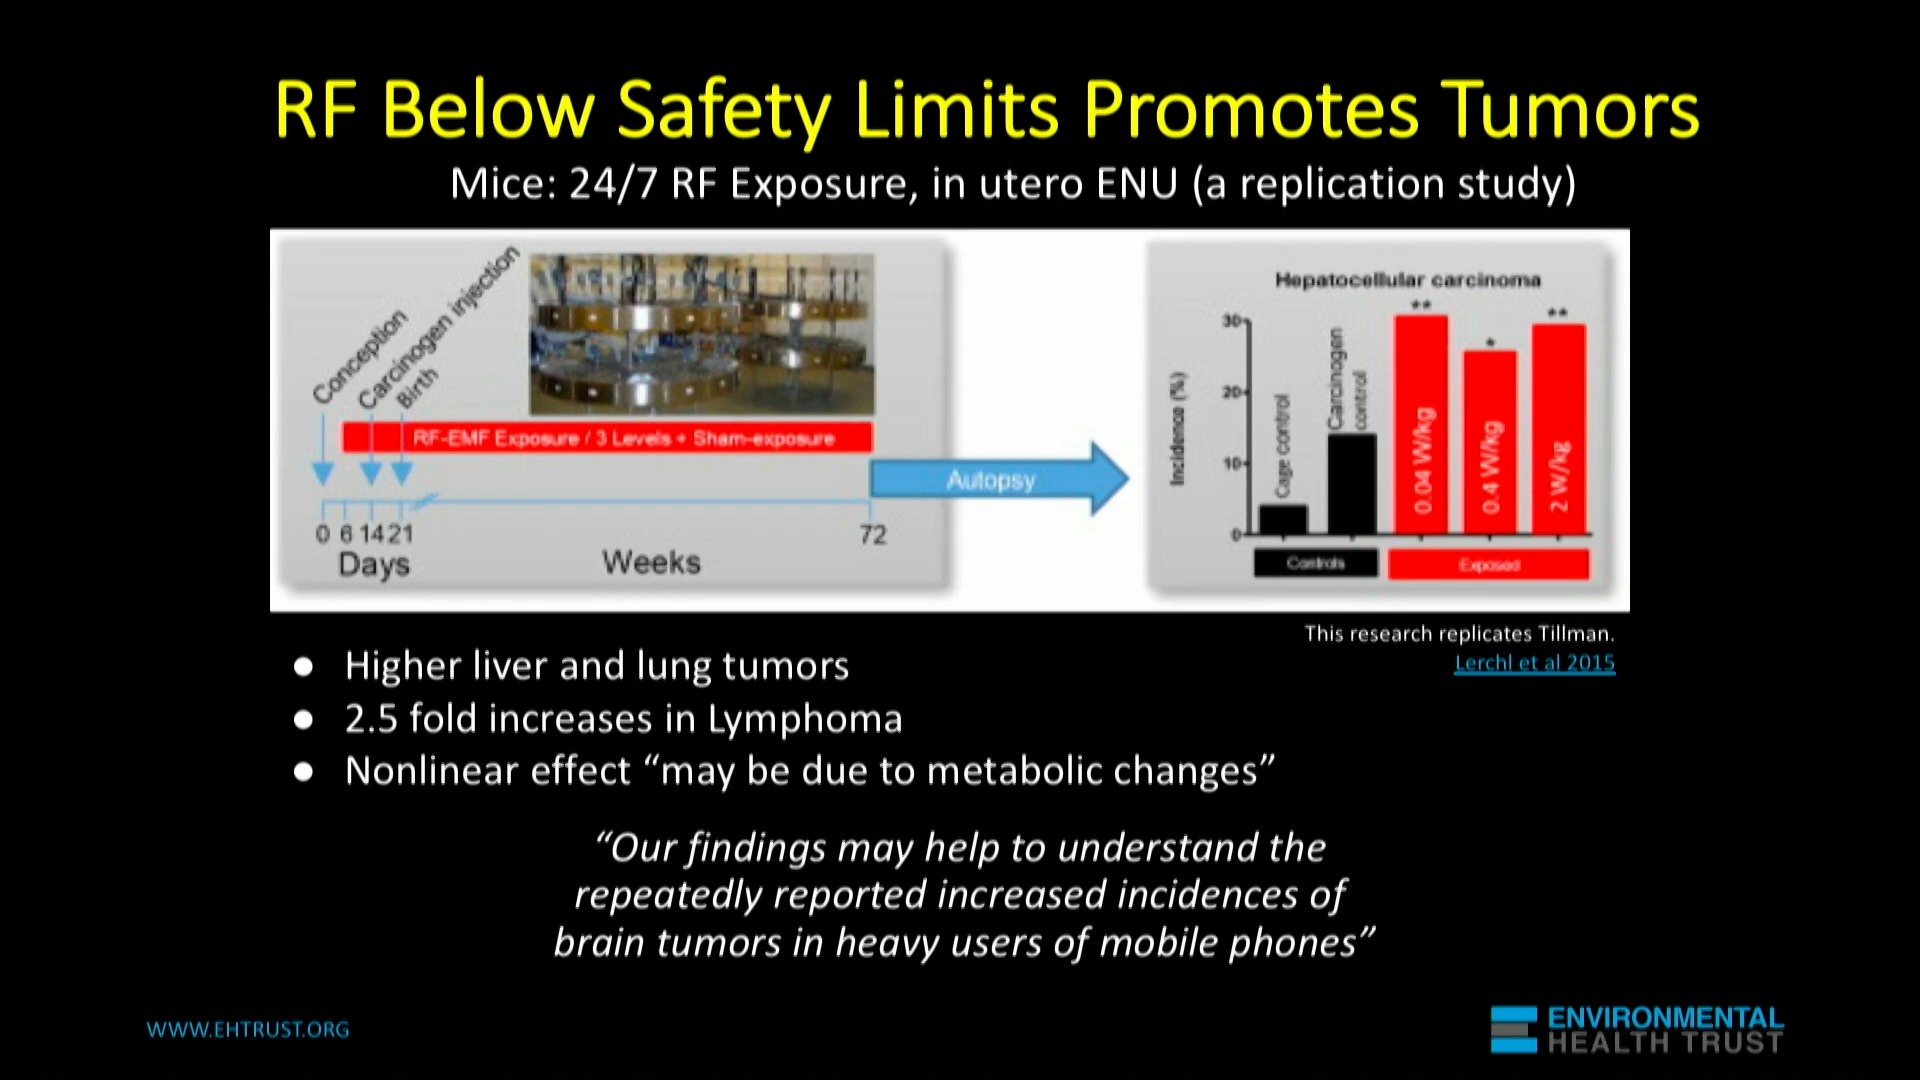 RF Below Safety Limits Promotes Tumors
Mice: 24/7 RF Exposure, in utero ENU (a replication study)
Conception
Carcinogen injection
Birth
RF-EMF Exposure / 3 Levels + Sham-exposure
0 6 14 21
72
Days
Weeks
Autopsy
Hepatocellular carcinoma
Incidence (%)
30
20
10
0
Cage control
Carcinogen
control
**
0.04 W/kg
*
0.4 W/kg
**
2 W/kg
Controls
Exposed
This research replicates Tillman.
Lerchl et al 2015
● Higher liver and lung tumors
● 2.5 fold increases in Lymphoma
● Nonlinear effect “may be due to metabolic changes”
“Our findings may help to understand the
repeatedly reported increased incidences of
brain tumors in heavy users of mobile phones”
WWW.EHTRUST.ORG
ENVIRONMENTAL
HEALTH TRUST